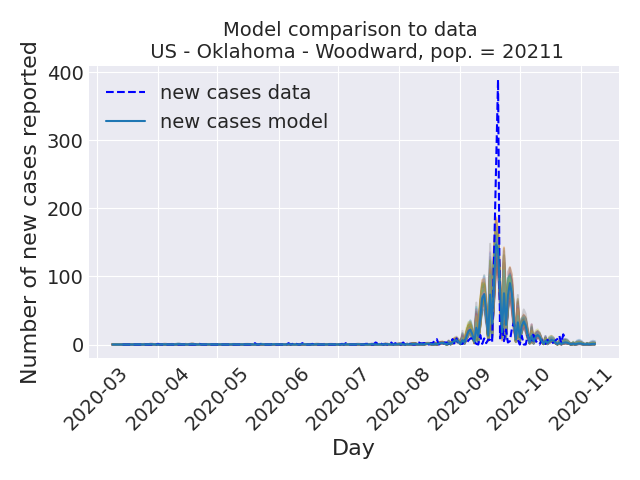 Model comparison to data
US - Oklahoma - Woodward, pop. = 20211
Number of new cases reported
400
300
200
100
0
new cases data
new cases model
2020-03
2020-04
2020-05
2020-06
2020-07
2020-08
2020-09
2020-10
2020-11
Day